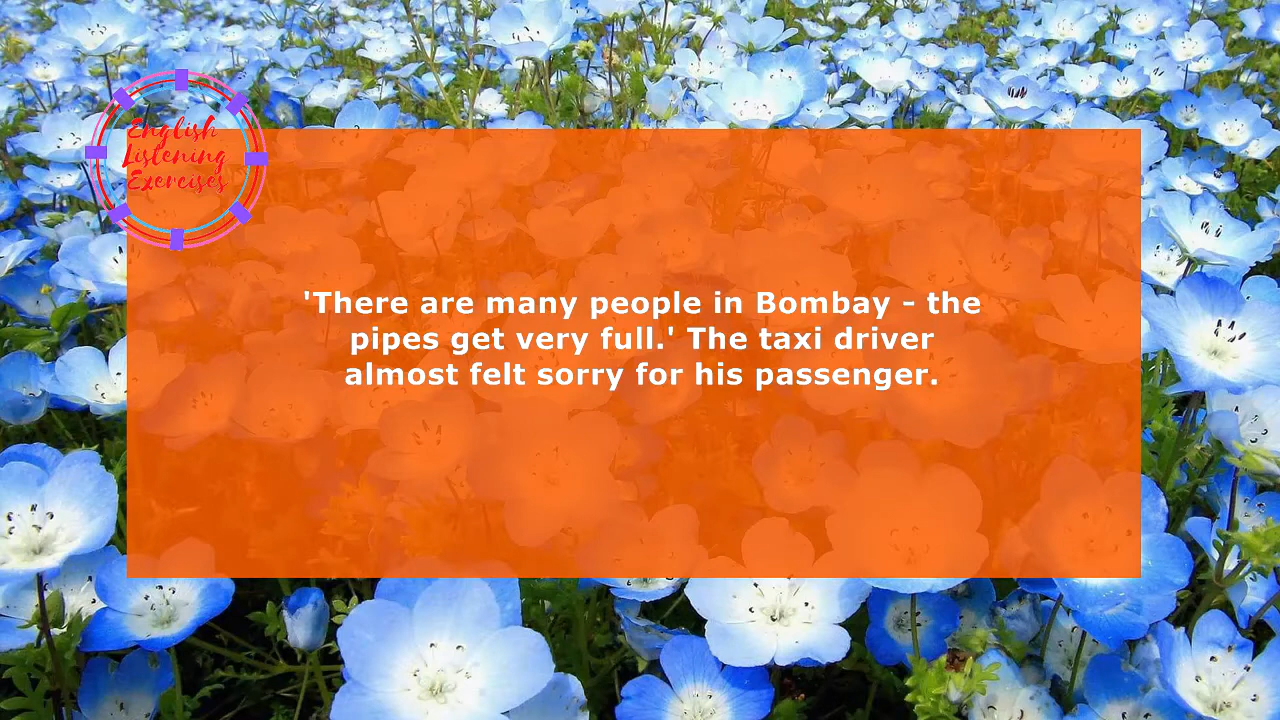 English
Listening
Exercises
'There are many people in Bombay - the
pipes get very full.' The taxi driver
almost felt sorry for his passenger.